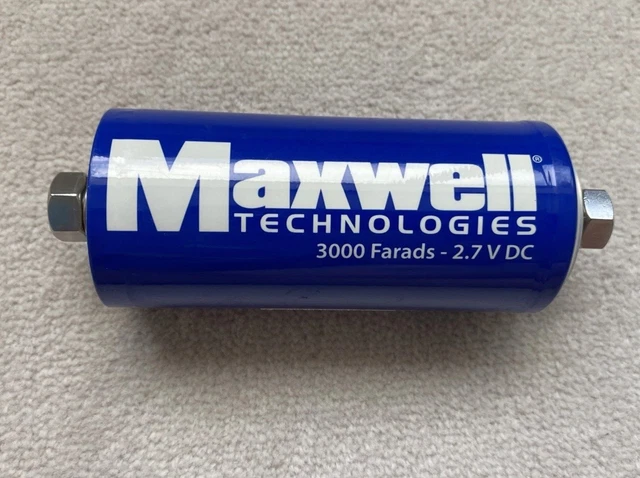 Maxwell®
TECHNOLOGIES
3000 Farads - 2.7 V DC